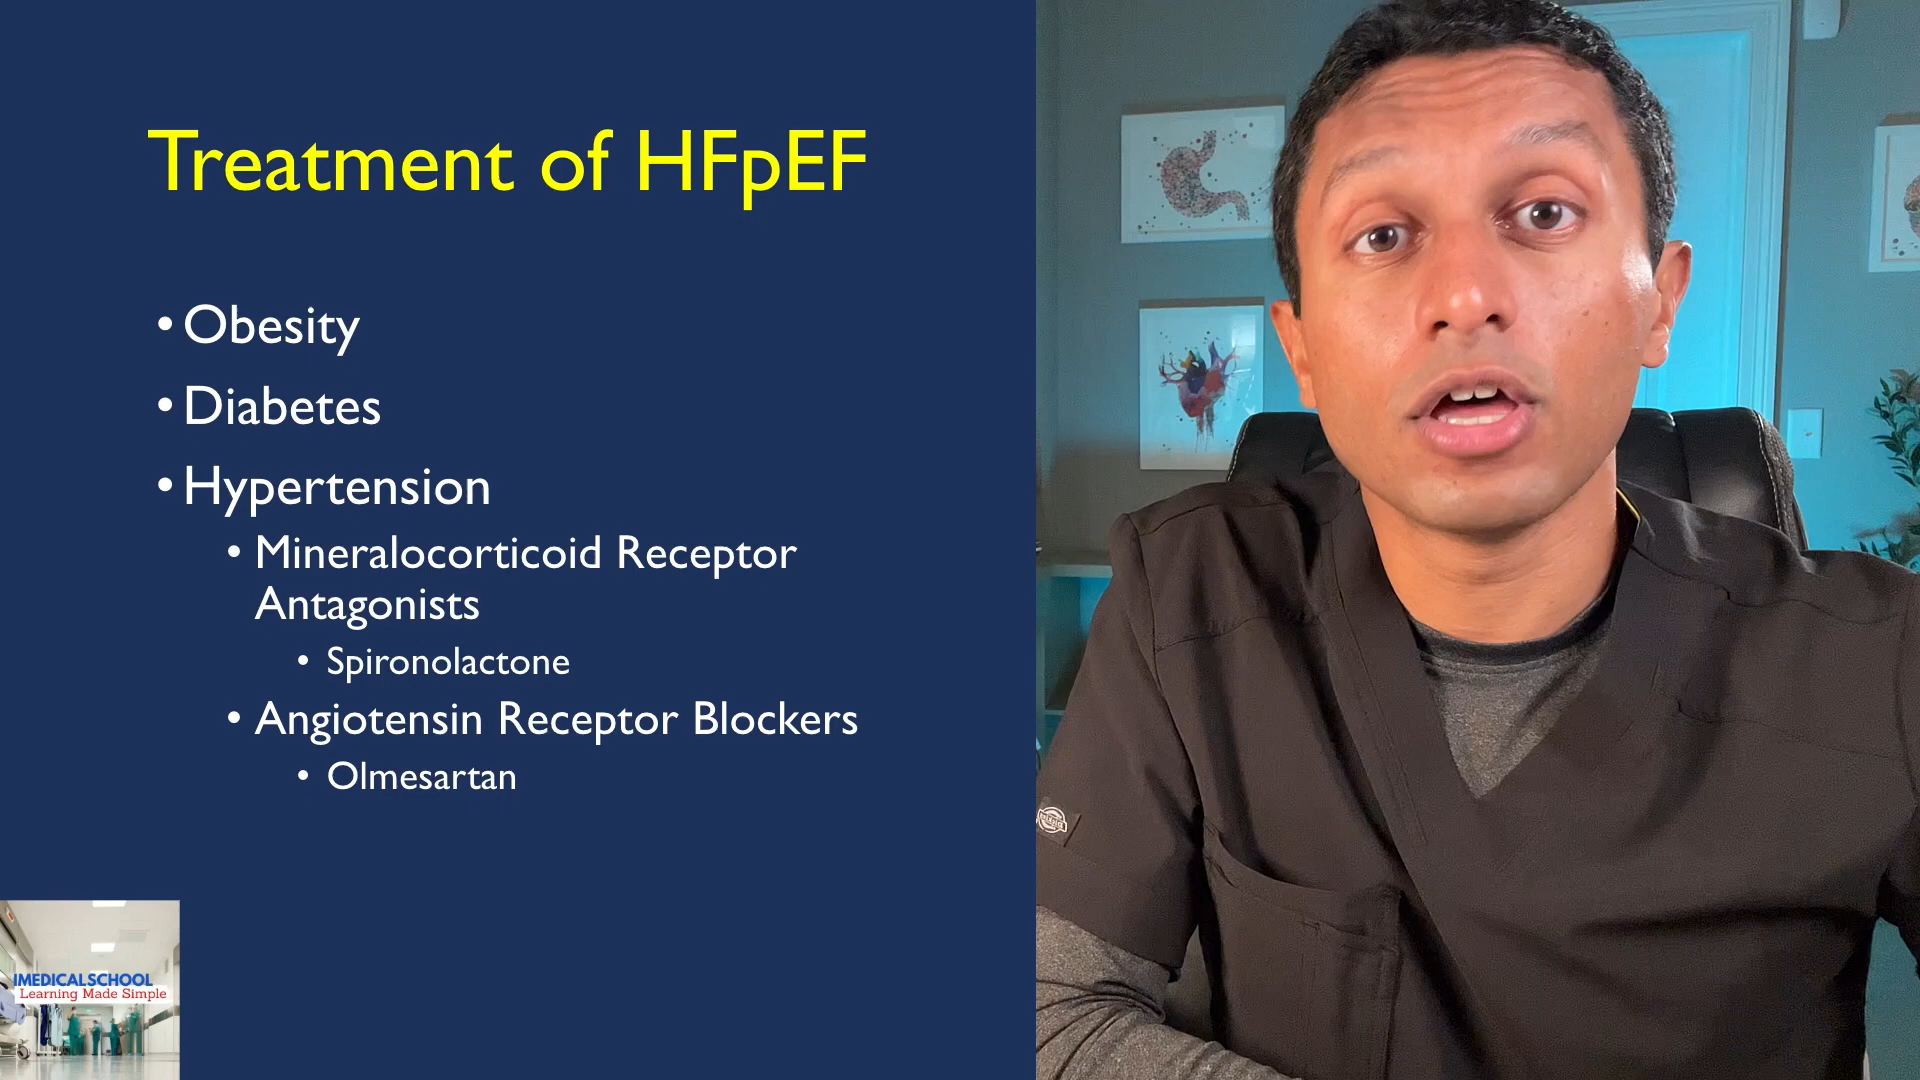 Treatment of HFpEF
• Obesity
• Diabetes
• Hypertension
• Mineralocorticoid Receptor
Antagonists
• Spironolactone
• Angiotensin Receptor Blockers
• Olmesartan
IMEDICALSCHOOL
Learning Made Simple